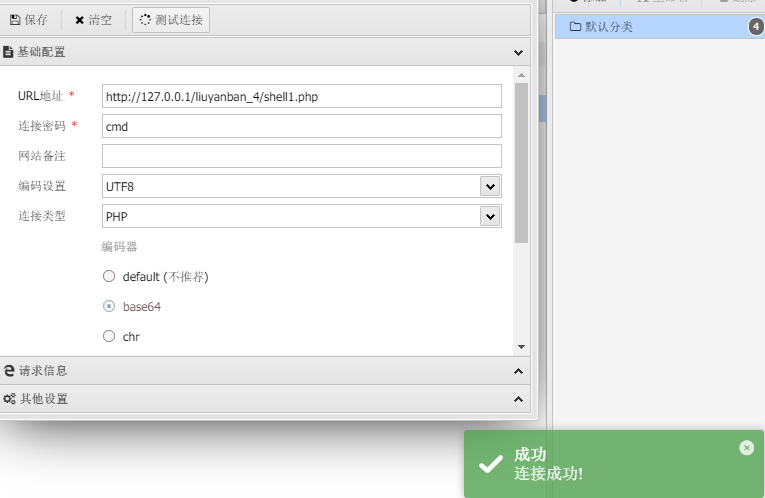 保存 清空 测试连接
基础配置
URL地址 * http://127.0.0.1/liuyanban_4/shell1.php
连接密码 * cmd
网站备注
编码设置 UTF8
连接类型 PHP
编码器
default (不推荐)
base64
chr
请求信息
其他设置
默认分类 4
成功
连接成功!